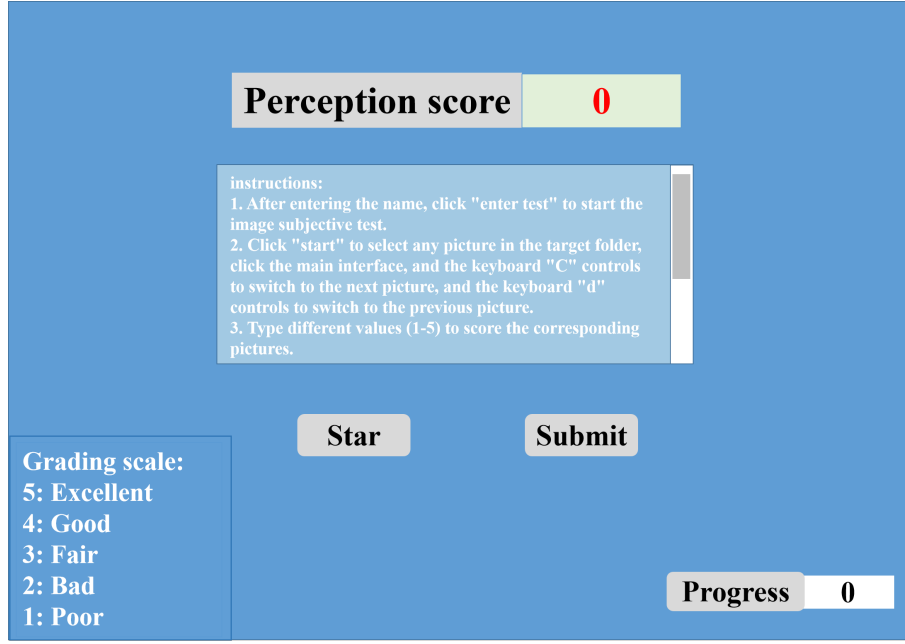 Perception score 0
instructions:
1. After entering the name, click "enter test" to start the
image subjective test.
2. Click "start" to select any picture in the target folder,
click the main interface, and the keyboard "C" controls
to switch to the next picture, and the keyboard "d"
controls to switch to the previous picture.
3. Type different values (1-5) to score the corresponding
pictures.
Star Submit
Grading scale:
5: Excellent
4: Good
3: Fair
2: Bad
1: Poor
Progress 0